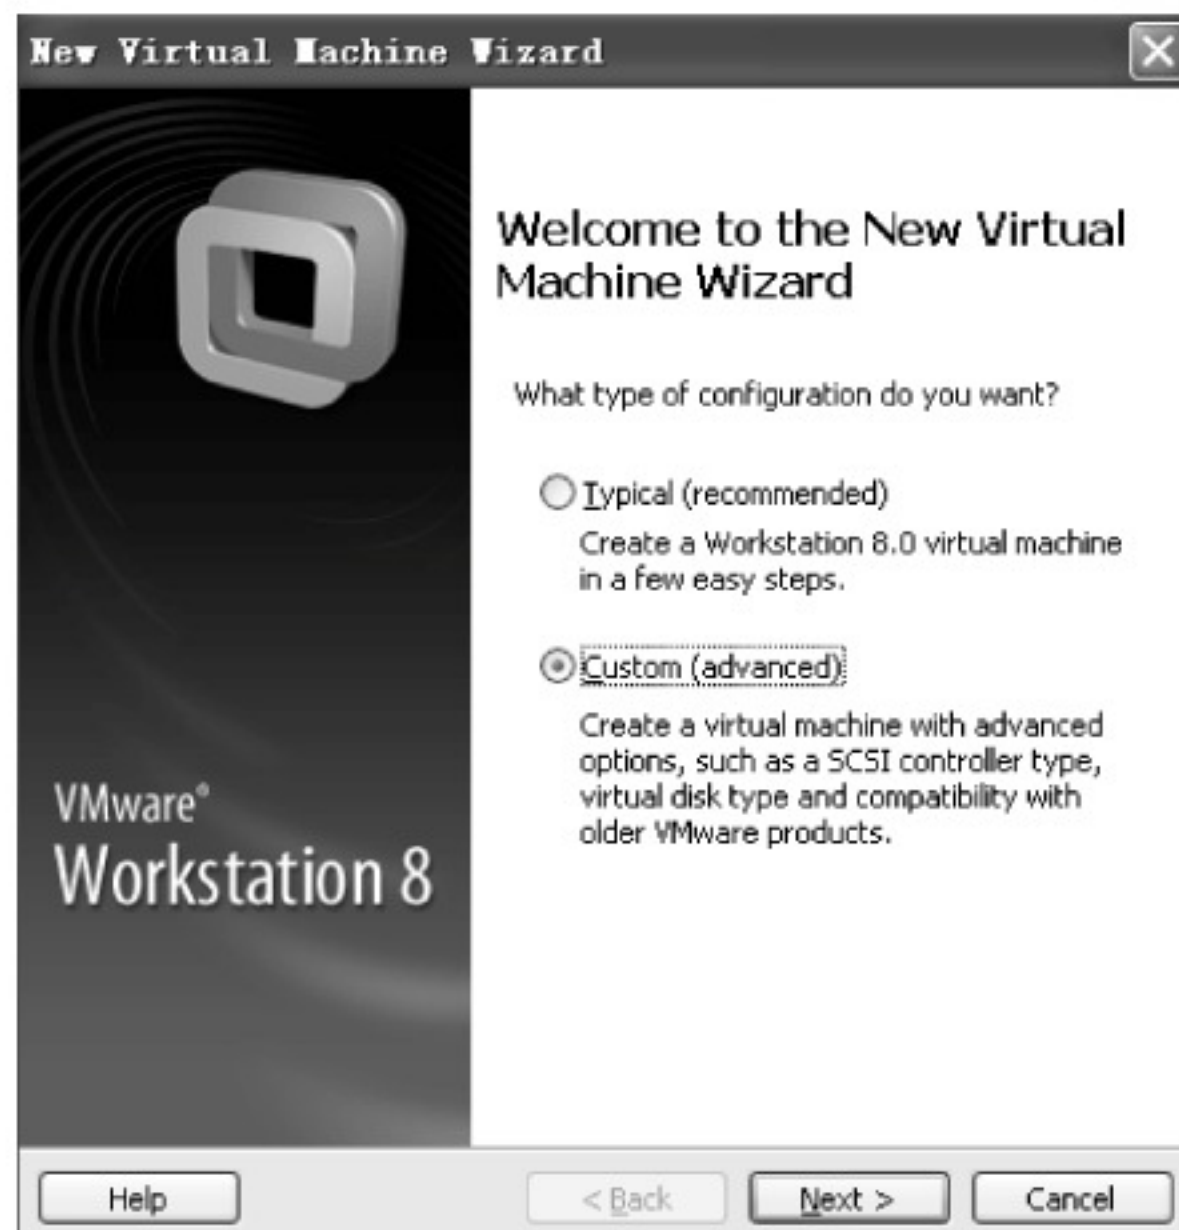 New Virtual Machine Wizard
Welcome to the New Virtual
Machine Wizard
What type of configuration do you want?
Typical (recommended)
Create a Workstation 8.0 virtual machine
in a few easy steps.
Custom (advanced)
Create a virtual machine with advanced
options, such as a SCSI controller type,
virtual disk type and compatibility with
older VMware products.
VMware®
Workstation 8
Help
< Back
Next >
Cancel